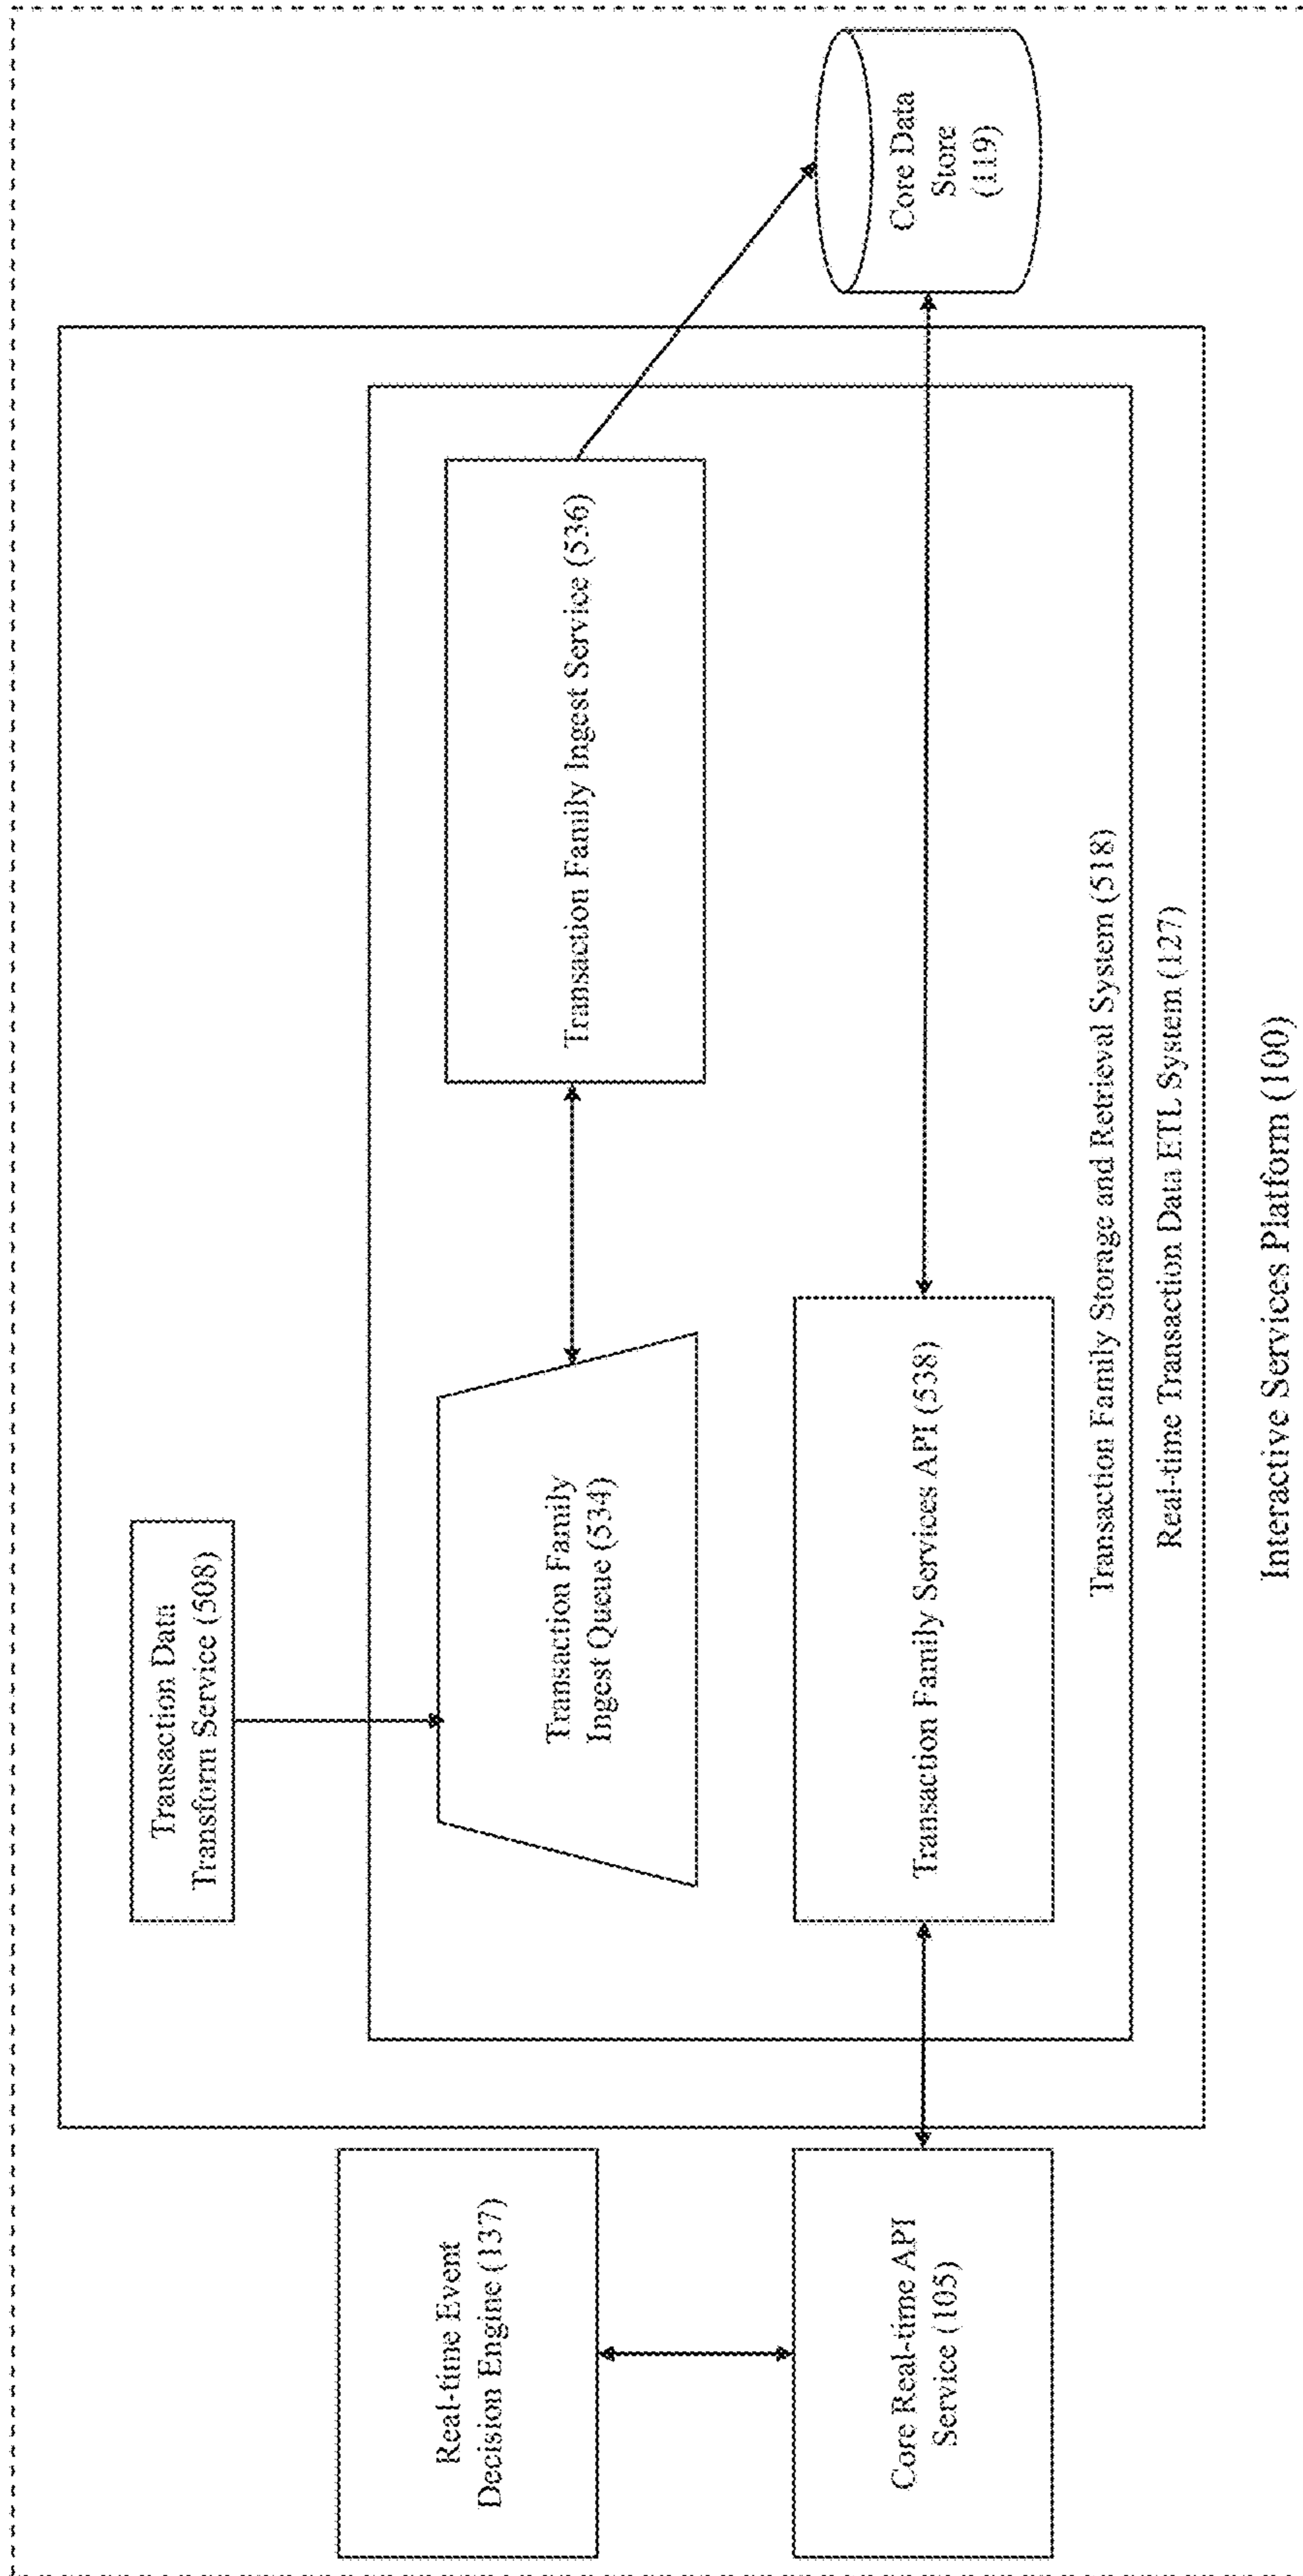 Transaction Data
Transform Service (508)
Real-time Event
Decision Engine (137)
Transaction Family
Ingest Queue (534)
Transaction Family Ingest Service (536)
Core Real-time API
Service (105)
Transaction Family Services API (538)
Core Data
Store
(119)
Transaction Family Storage and Retrieval System (518)
Real-time Transaction Data ETL System (127)
Interactive Services Platform (100)